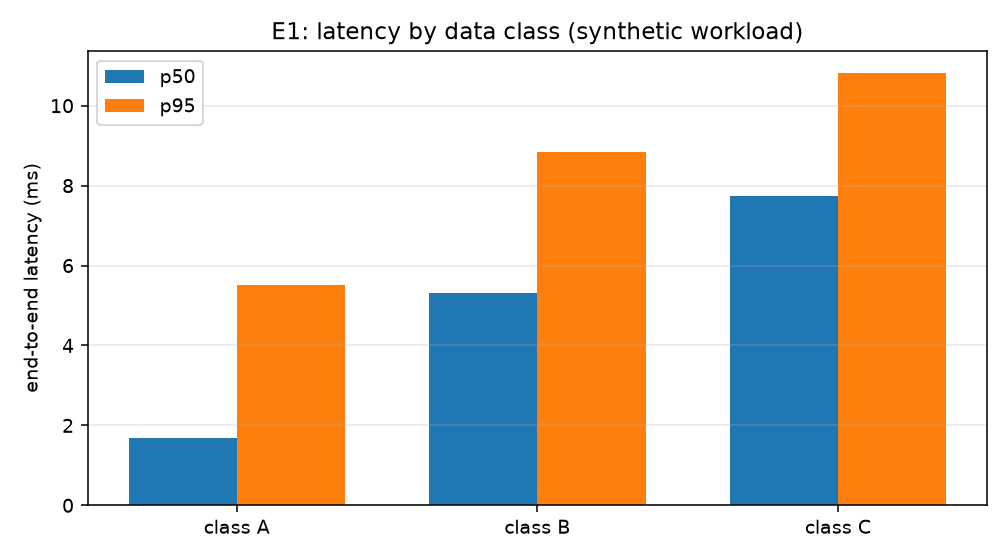 E1: latency by data class (synthetic workload)
p50
p95
end-to-end latency (ms)
10
8
6
4
2
0
class A
class B
class C